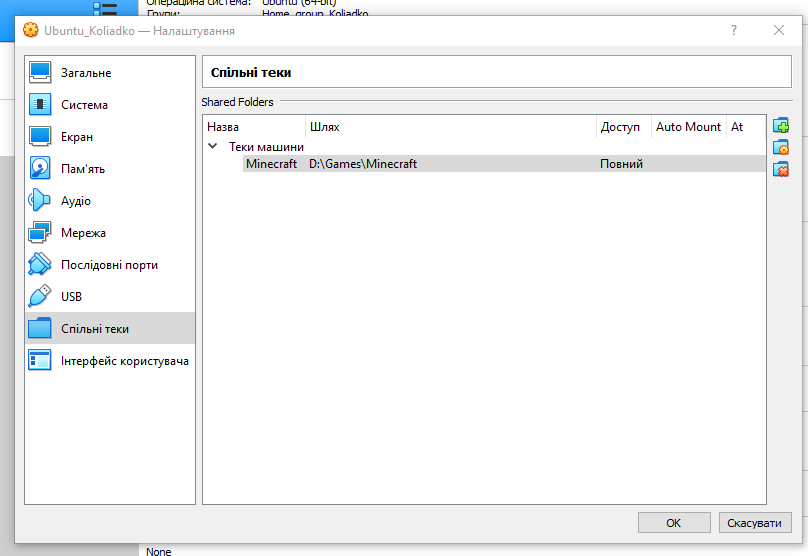 Операційна система: Ubuntu (64-bit)
Групи: Home_group_Koliadko
Ubuntu_Koliadko — Налаштування
?
Загальне
Система
Екран
Пам'ять
Аудіо
Мережа
Послідовні порти
USB
Спільні теки
Інтерфейс користувача
Спільні теки
Shared Folders
Назва Шлях Доступ Auto Mount At
Теки машини
Minecraft D:\Games\Minecraft Повний
OK Скасувати
None